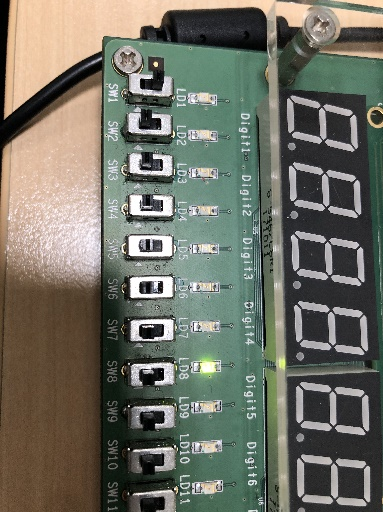 SW1
SW2
SW3
SW4
SW5
SW6
SW7
SW8
SW9
SW10
SW11
LD1
LD2
LD3
LD4
LD5
LD6
LD7
LD8
LD9
LD10
LD11
Digit1
Digit2
Digit3
Digit4
Digit5
Digit6